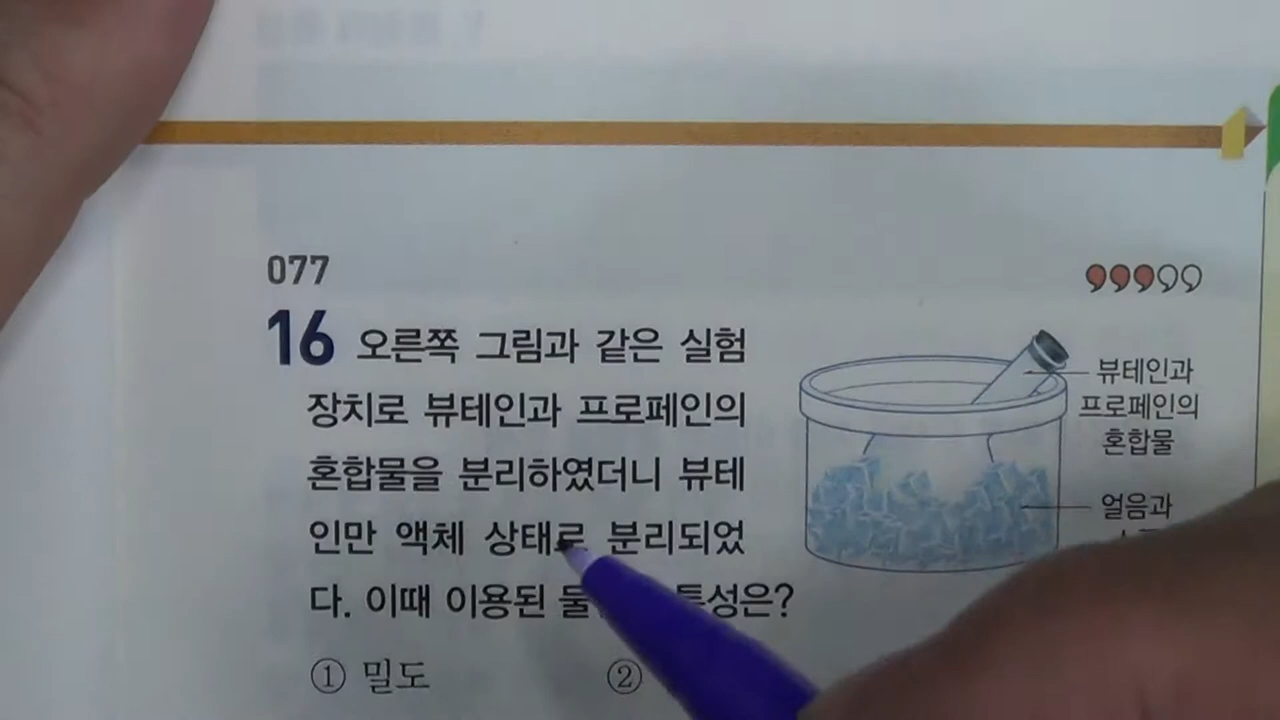 077
16 오른쪽 그림과 같은 실험
장치로 뷰테인과 프로페인의
혼합물을 분리하였더니 뷰테
인만 액체 상태로 분리되었
다. 이때 이용된 특성은?
① 밀도 ②
뷰테인과
프로페인의
혼합물
얼음과